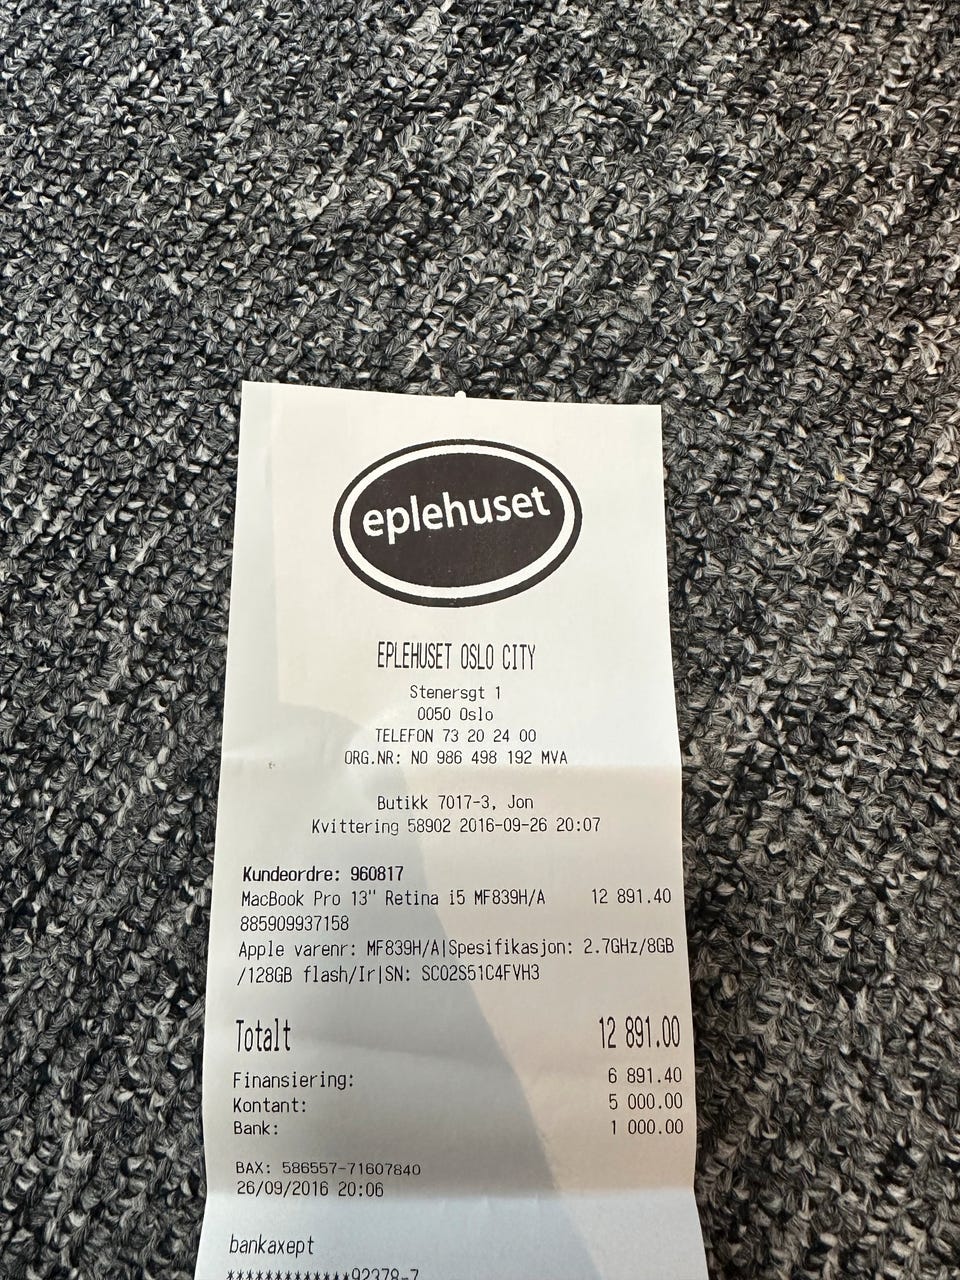 eplehuset
EPLEHUSET OSLO CITY
Stenersgt 1
0050 Oslo
TELEFON 73 20 24 00
ORG.NR: NO 986 498 192 MVA
Butikk 7017-3, Jon
Kvittering 58902 2016-09-26 20:07
Kundeordre: 960817
MacBook Pro 13" Retina i5 MF839H/A 12 891.40
885909937158
Apple varenr: MF839H/A|Spesifikasjon: 2.7GHz/8GB
/128GB flash/Ir|SN: SC02S51C4FVH3
Totalt 12 891.00
Finansiering: 6 891.40
Kontant: 5 000.00
Bank: 1 000.00
BAX: 586557-71607840
26/09/2016 20:06
bankaxept
*************92378-7